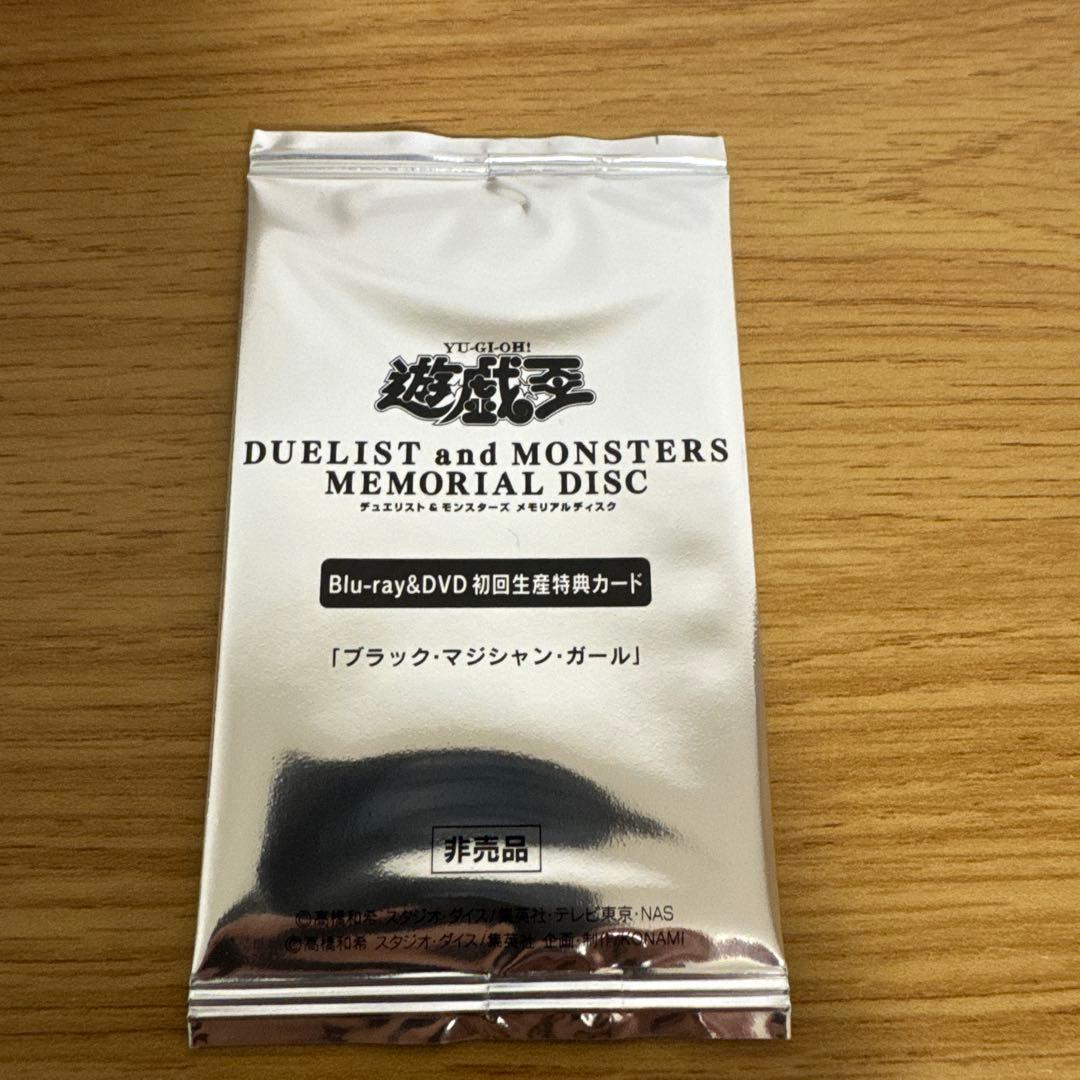 YU-GI-OH!
遊戯王
DUELIST and MONSTERS
MEMORIAL DISC
デュエリスト&モンスターズ メモリアルディスク
Blu-ray&DVD 初回生産特典カード
「ブラック・マジシャン・ガール」
非売品
©高橋和希 スタジオ・ダイス/集英社・テレビ東京・NAS
©高橋和希 スタジオ・ダイス/集英社 企画・制作/KONAMI